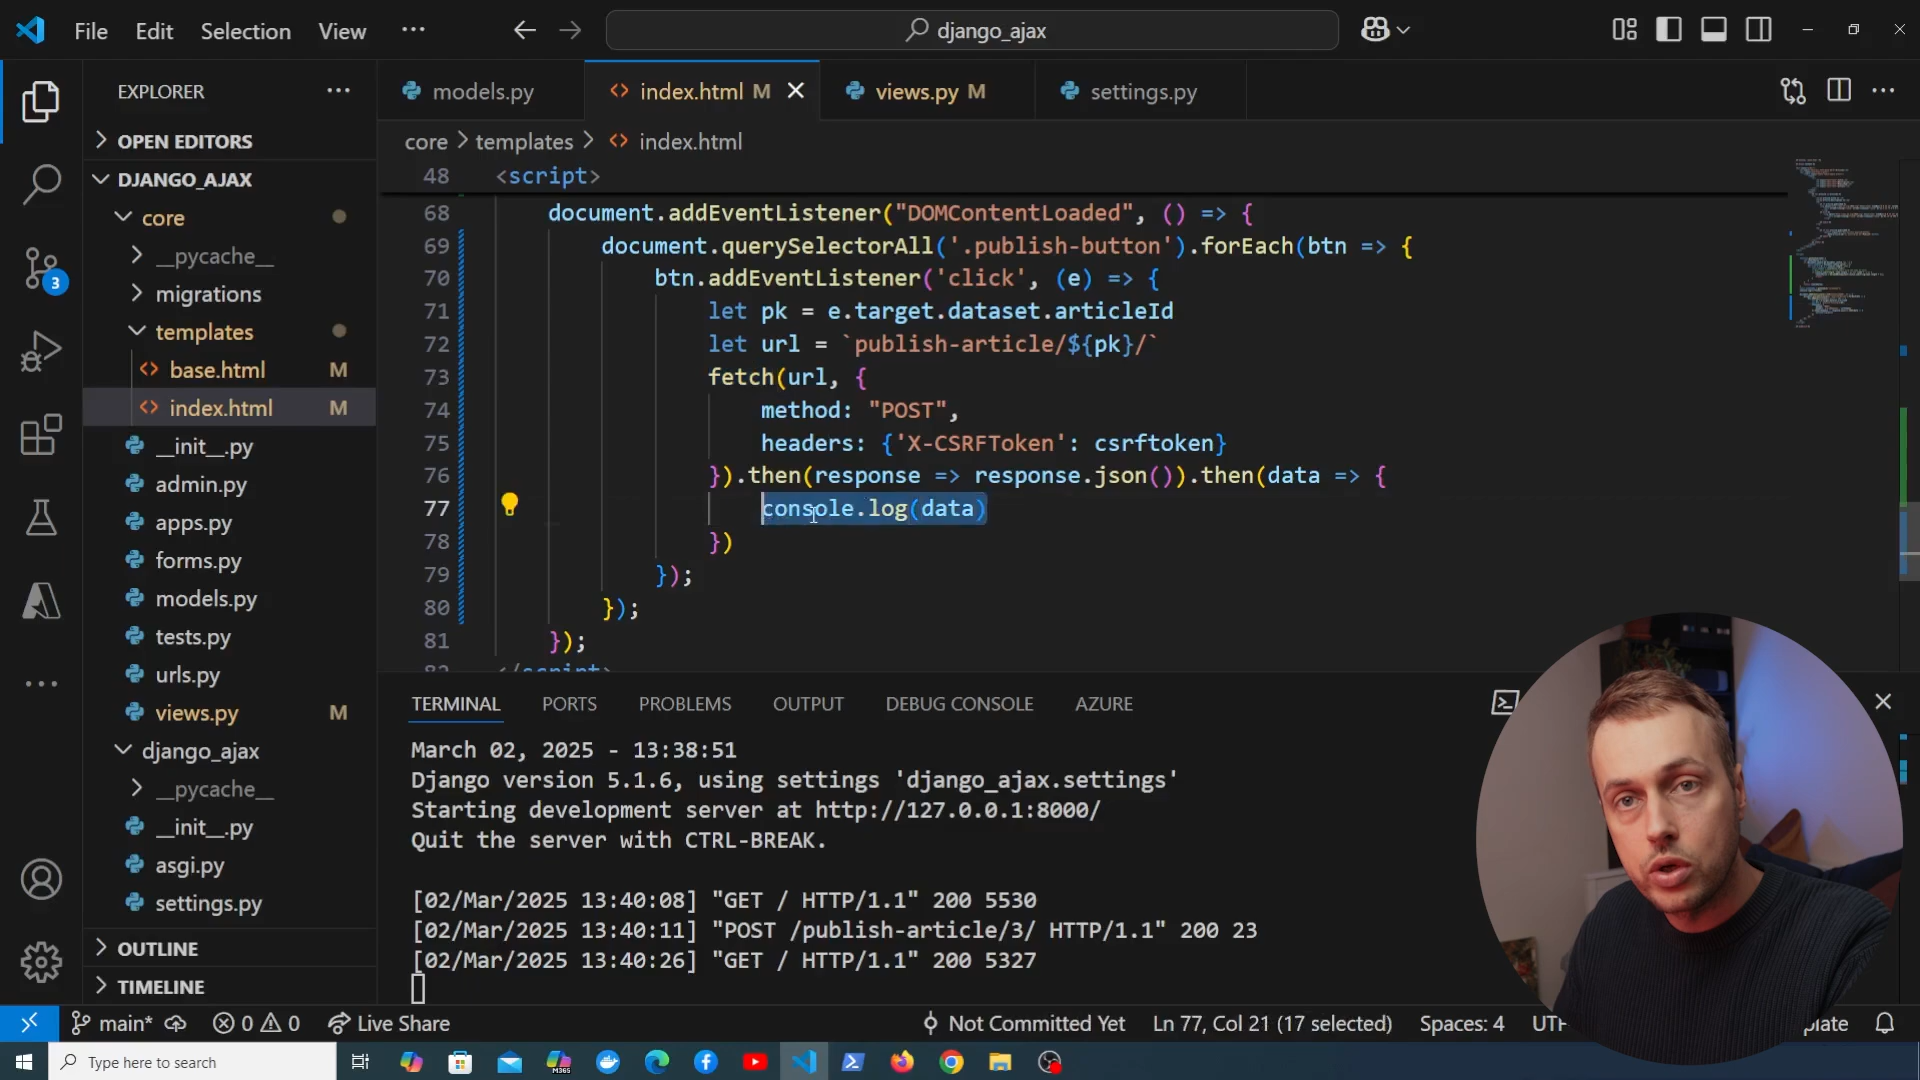 File Edit Selection View ···
django_ajax
EXPLORER
OPEN EDITORS
DJANGO_AJAX
core
__pycache__
migrations
templates
base.html M
index.html M
__init__.py
admin.py
apps.py
forms.py
models.py
tests.py
urls.py
views.py M
django_ajax
__pycache__
__init__.py
asgi.py
settings.py
OUTLINE
TIMELINE
3
models.py index.html M views.py M settings.py
core > templates > index.html
48 <script>
68 document.addEventListener("DOMContentLoaded", () => {
69 document.querySelectorAll('.publish-button').forEach(btn => {
70 btn.addEventListener('click', (e) => {
71 let pk = e.target.dataset.articleId
72 let url = `publish-article/${pk}/`
73 fetch(url, {
74 method: "POST",
75 headers: {'X-CSRFToken': csrftoken}
76 }).then(response => response.json()).then(data => {
77 console.log(data)
78 })
79 });
80 });
81 });
82 </script>
TERMINAL PORTS PROBLEMS OUTPUT DEBUG CONSOLE AZURE
March 02, 2025 - 13:38:51
Django version 5.1.6, using settings 'django_ajax.settings'
Starting development server at http://127.0.0.1:8000/
Quit the server with CTRL-BREAK.
[02/Mar/2025 13:40:08] "GET / HTTP/1.1" 200 5530
[02/Mar/2025 13:40:11] "POST /publish-article/3/ HTTP/1.1" 200 23
[02/Mar/2025 13:40:26] "GET / HTTP/1.1" 200 5327
main* 0 0 Live Share Not Committed Yet Ln 77, Col 21 (17 selected) Spaces: 4
Type here to search